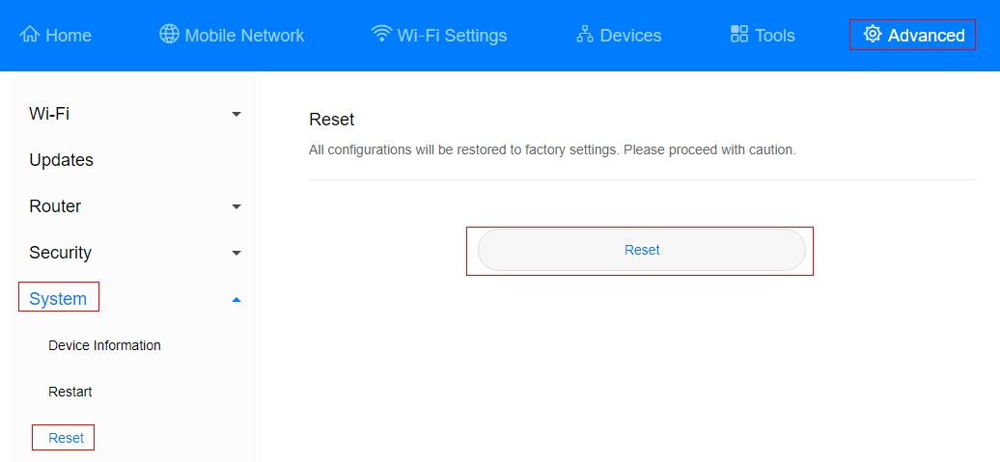 Home Mobile Network Wi-Fi Settings Devices Tools Advanced
Wi-Fi
Updates
Router
Security
System
Device Information
Restart
Reset
Reset
All configurations will be restored to factory settings. Please proceed with caution.
Reset